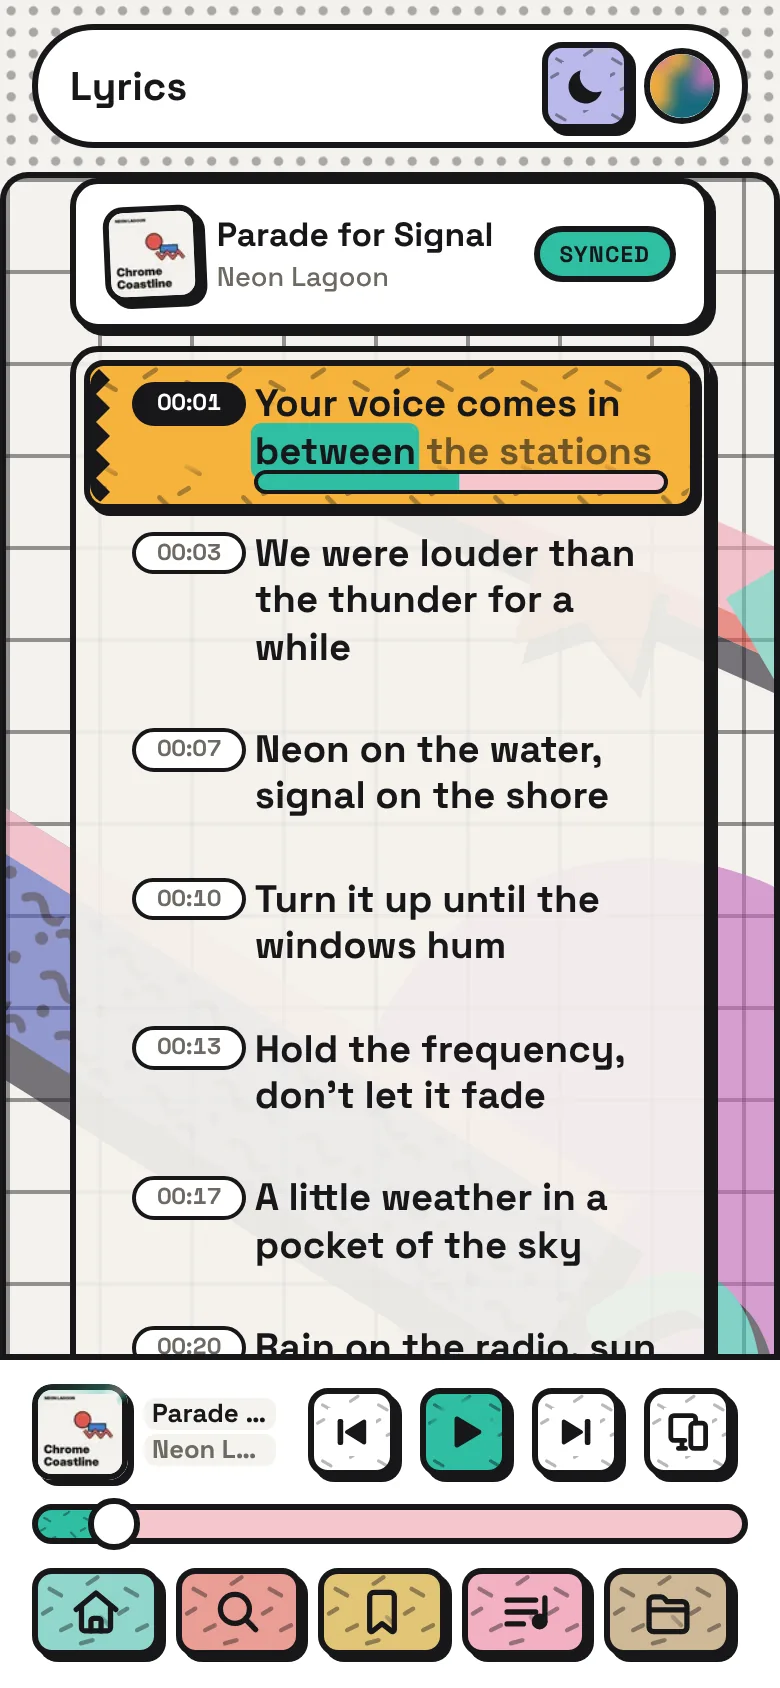 Lyrics
NEON LAGOON
Chrome
Coastline
Parade for Signal
Neon Lagoon
SYNCED
00:01
Your voice comes in
between the stations
00:03
We were louder than
the thunder for a
while
00:07
Neon on the water,
signal on the shore
00:10
Turn it up until the
windows hum
00:13
Hold the frequency,
don't let it fade
00:17
A little weather in a
pocket of the sky
00:20
Rain on the radio, sun
NEON LAGOON
Chrome
Coastline
Parade ...
Neon L...